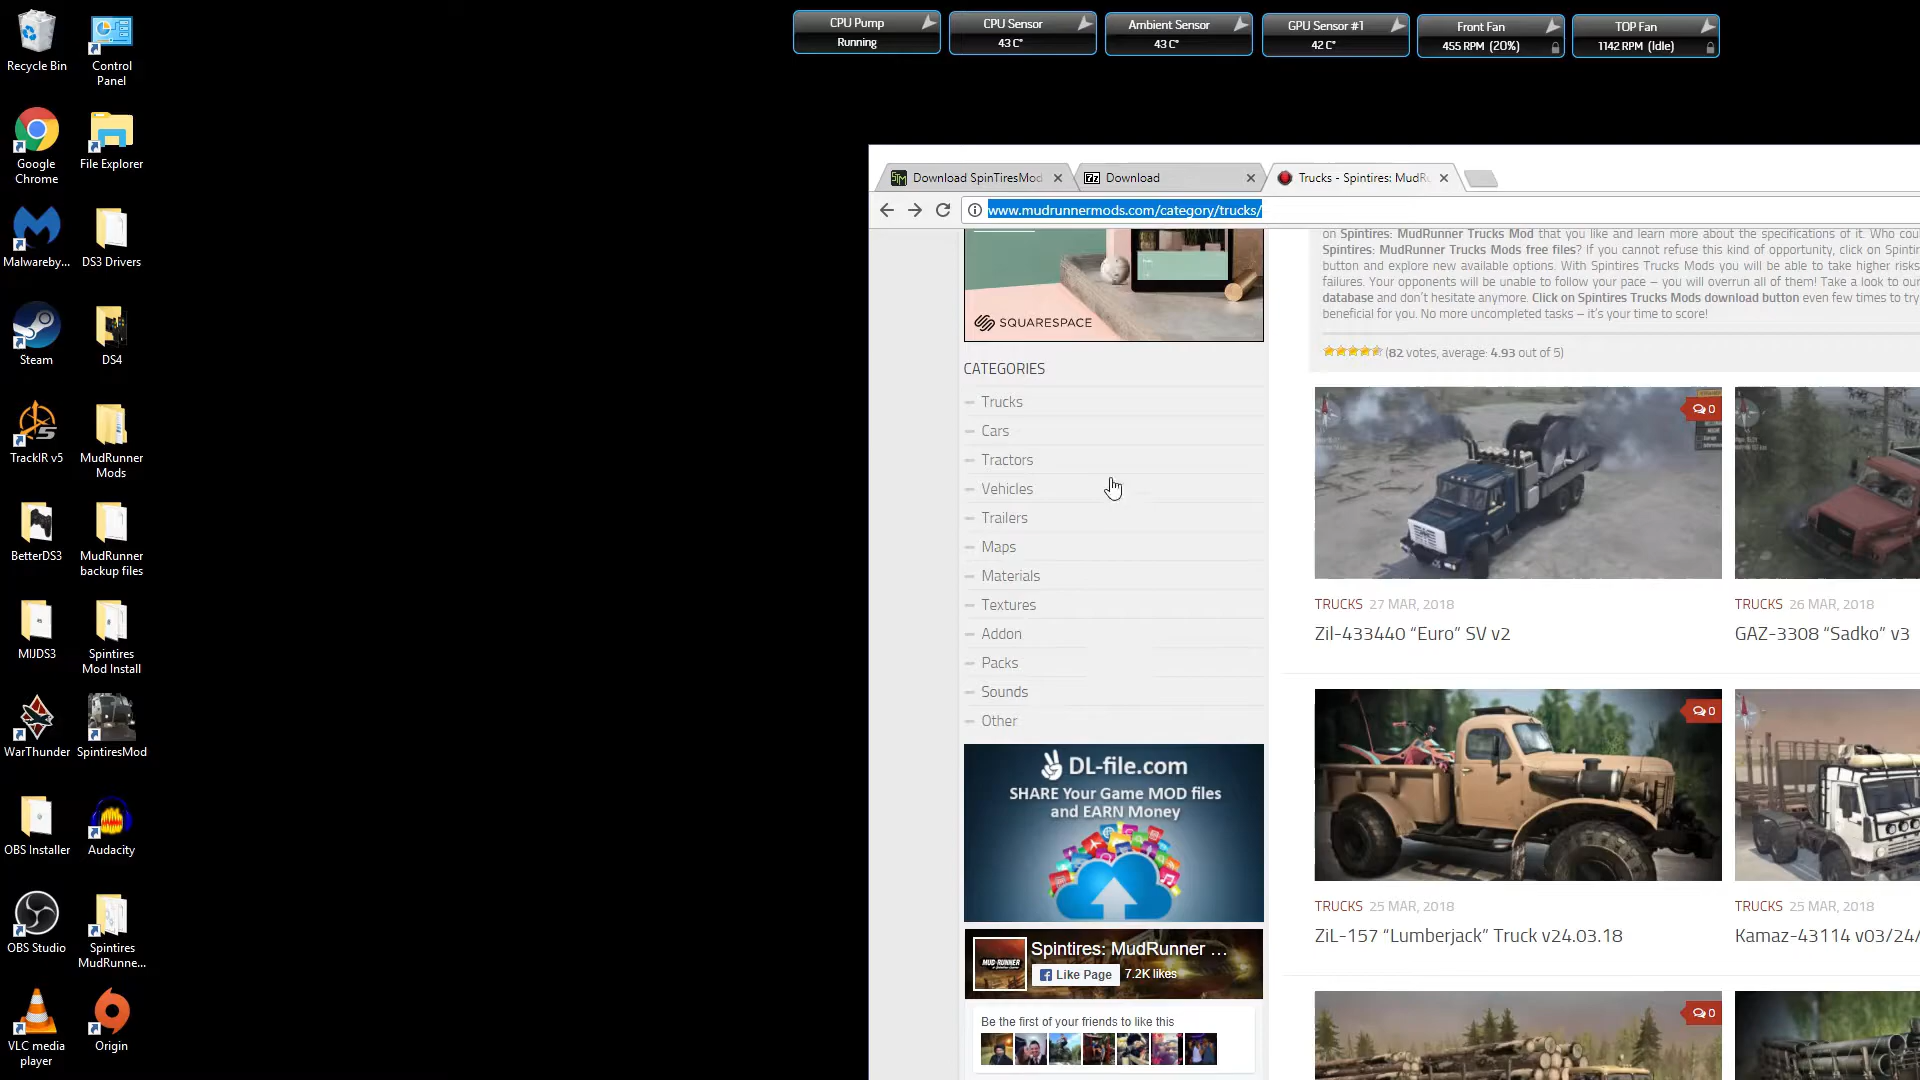 CPU Pump
Running
CPU Sensor
43 C°
Ambient Sensor
43 C°
GPU Sensor #1
42 C°
Front Fan
455 RPM (20%)
TOP Fan
1142 RPM (Idle)
Recycle Bin
Control
Panel
Google
Chrome
File Explorer
Malwareby...
DS3 Drivers
Steam
DS4
TrackIR v5
MudRunner
Mods
BetterDS3
MudRunner
backup files
MIJDS3
Spintires
Mod Install
WarThunder
SpintiresMod
OBS Installer
Audacity
OBS Studio
Spintires
MudRunne...
VLC media
player
Origin
Download SpinTiresMod
Download
Trucks - Spintires: MudR
www.mudrunnermods.com/category/trucks/
SQUARESPACE
CATEGORIES
Trucks
Cars
Tractors
Vehicles
Trailers
Maps
Materials
Textures
Addon
Packs
Sounds
Other
DL-file.com
SHARE Your Game MOD files
and EARN Money
MUDRUNNER
Spintires: MudRunner ...
Like Page
7.2K likes
Be the first of your friends to like this
on Spintires: MudRunner Trucks Mod that you like and learn more about the specifications of it. Who cou
Spintires: MudRunner Trucks Mods free files? If you cannot refuse this kind of opportunity, click on Spintir
button and explore new available options. With Spintires Trucks Mods you will be able to take higher risks
failures. Your opponents will be unable to follow your pace – you will overrun all of them! Take a look to our
database and don't hesitate anymore. Click on Spintires Trucks Mods download button even few times to try
beneficial for you. No more uncompleted tasks – it's your time to score!
(82 votes, average: 4.93 out of 5)
0
TRUCKS 27 MAR, 2018
Zil-433440 “Euro” SV v2
TRUCKS 26 MAR, 2018
GAZ-3308 “Sadko” v3
0
TRUCKS 25 MAR, 2018
ZiL-157 “Lumberjack” Truck v24.03.18
TRUCKS 25 MAR, 2018
Kamaz-43114 v03/24/
0